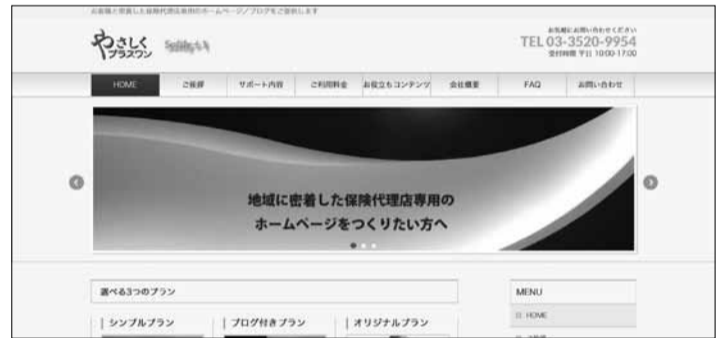 お客様と密着した保険代理店専用のホームページ/ブログをご提供します
やさしく
プラスワン
お気軽にお問い合わせください
TEL 03-3520-9954
受付時間 平日 10:00-17:00
HOME ご挨拶 サポート内容 ご利用料金 お役立ちコンテンツ 会社概要 FAQ お問い合わせ
地域に密着した保険代理店専用の
ホームページをつくりたい方へ
選べる3つのプラン
MENU
シンプルプラン ブログ付きプラン オリジナルプラン
HOME